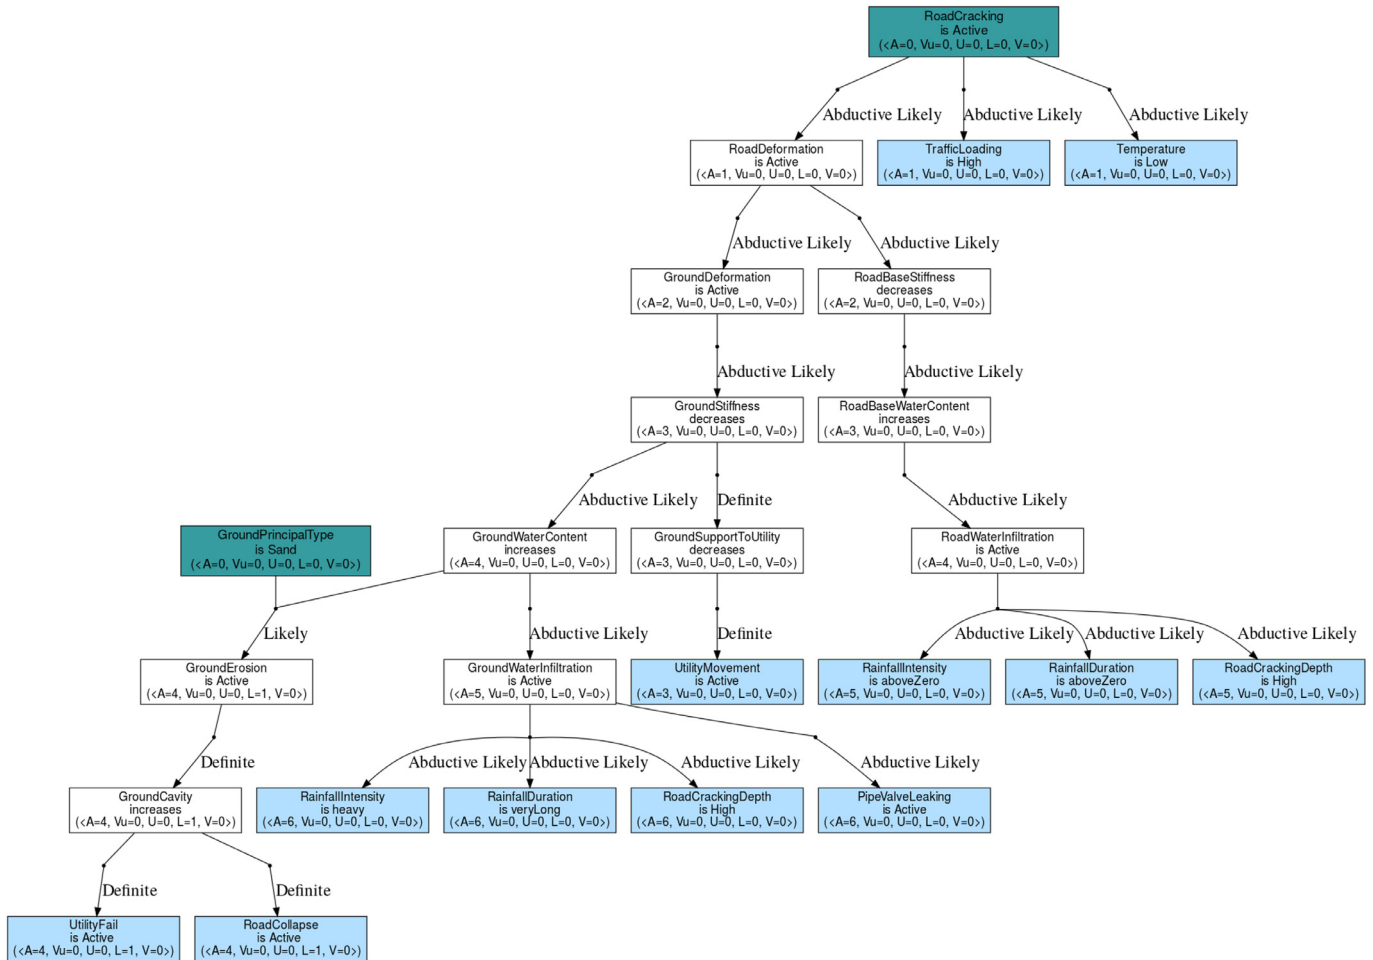 RoadCracking
is Active
(<A=0, Vu=0, U=0, L=0, V=0>)
Abductive Likely
Abductive Likely
Abductive Likely
RoadDeformation
is Active
(<A=1, Vu=0, U=0, L=0, V=0>)
TrafficLoading
is High
(<A=1, Vu=0, U=0, L=0, V=0>)
Temperature
is Low
(<A=1, Vu=0, U=0, L=0, V=0>)
Abductive Likely
Abductive Likely
GroundDeformation
is Active
(<A=2, Vu=0, U=0, L=0, V=0>)
RoadBaseStiffness
decreases
(<A=2, Vu=0, U=0, L=0, V=0>)
Abductive Likely
Abductive Likely
GroundStiffness
decreases
(<A=3, Vu=0, U=0, L=0, V=0>)
RoadBaseWaterContent
increases
(<A=3, Vu=0, U=0, L=0, V=0>)
Abductive Likely
Definite
Abductive Likely
GroundPrincipalType
is Sand
(<A=0, Vu=0, U=0, L=0, V=0>)
GroundWaterContent
increases
(<A=4, Vu=0, U=0, L=0, V=0>)
GroundSupportToUtility
decreases
(<A=3, Vu=0, U=0, L=0, V=0>)
RoadWaterInfiltration
is Active
(<A=4, Vu=0, U=0, L=0, V=0>)
Likely
Abductive Likely
Definite
Abductive Likely
Abductive Likely
Abductive Likely
GroundErosion
is Active
(<A=4, Vu=0, U=0, L=1, V=0>)
GroundWaterInfiltration
is Active
(<A=5, Vu=0, U=0, L=0, V=0>)
UtilityMovement
is Active
(<A=3, Vu=0, U=0, L=0, V=0>)
RainfallIntensity
is aboveZero
(<A=5, Vu=0, U=0, L=0, V=0>)
RainfallDuration
is aboveZero
(<A=5, Vu=0, U=0, L=0, V=0>)
RoadCrackingDepth
is High
(<A=5, Vu=0, U=0, L=0, V=0>)
Definite
Abductive Likely
Abductive Likely
Abductive Likely
Abductive Likely
GroundCavity
increases
(<A=4, Vu=0, U=0, L=1, V=0>)
RainfallIntensity
is heavy
(<A=6, Vu=0, U=0, L=0, V=0>)
RainfallDuration
is veryLong
(<A=6, Vu=0, U=0, L=0, V=0>)
RoadCrackingDepth
is High
(<A=6, Vu=0, U=0, L=0, V=0>)
PipeValveLeaking
is Active
(<A=6, Vu=0, U=0, L=0, V=0>)
Definite
Definite
UtilityFail
is Active
(<A=4, Vu=0, U=0, L=1, V=0>)
RoadCollapse
is Active
(<A=4, Vu=0, U=0, L=1, V=0>)